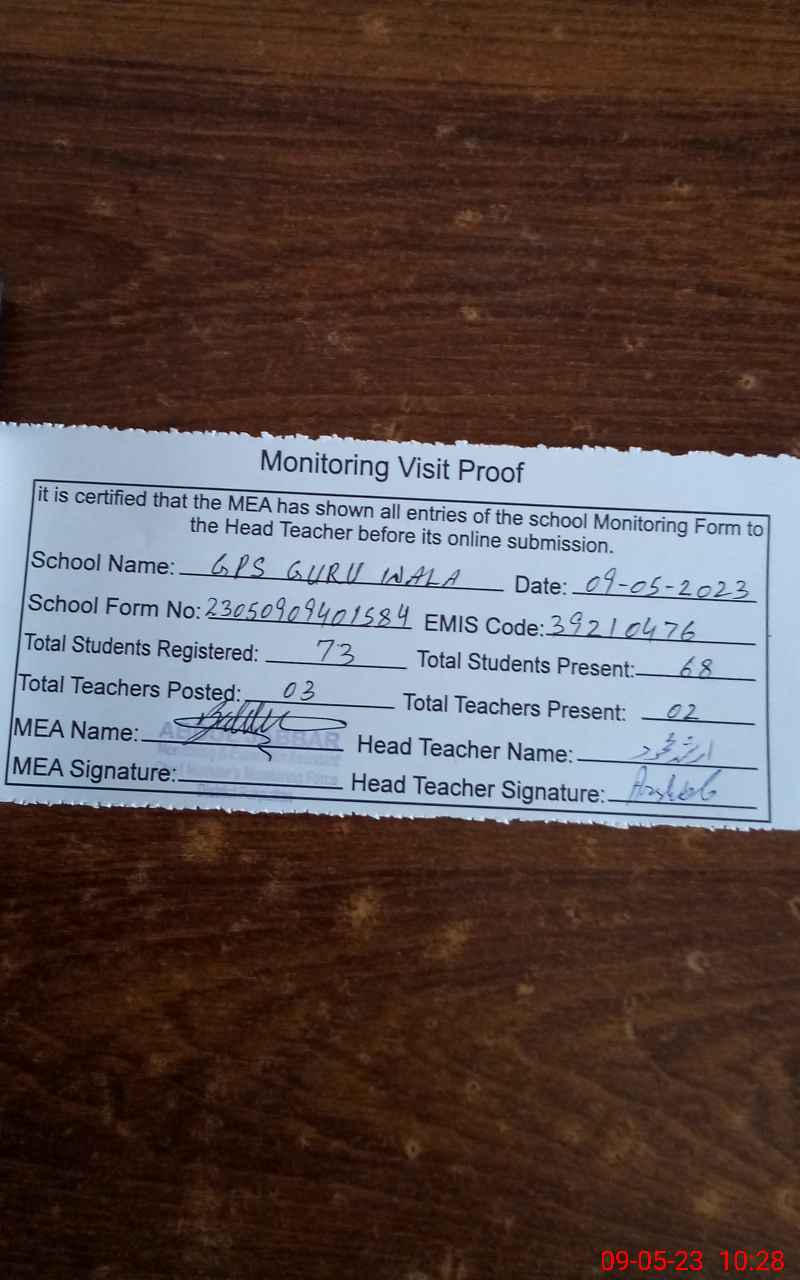 Monitoring Visit Proof
it is certified that the MEA has shown all entries of the school Monitoring Form to
the Head Teacher before its online submission.
School Name: GPS GURU WALA Date: 09-05-2023
School Form No: 23050909401584 EMIS Code: 39210476
Total Students Registered: 73 Total Students Present: 68
Total Teachers Posted: 03 Total Teachers Present: 02
MEA Name: Head Teacher Name:
MEA Signature: Head Teacher Signature:
09-05-23 10:28